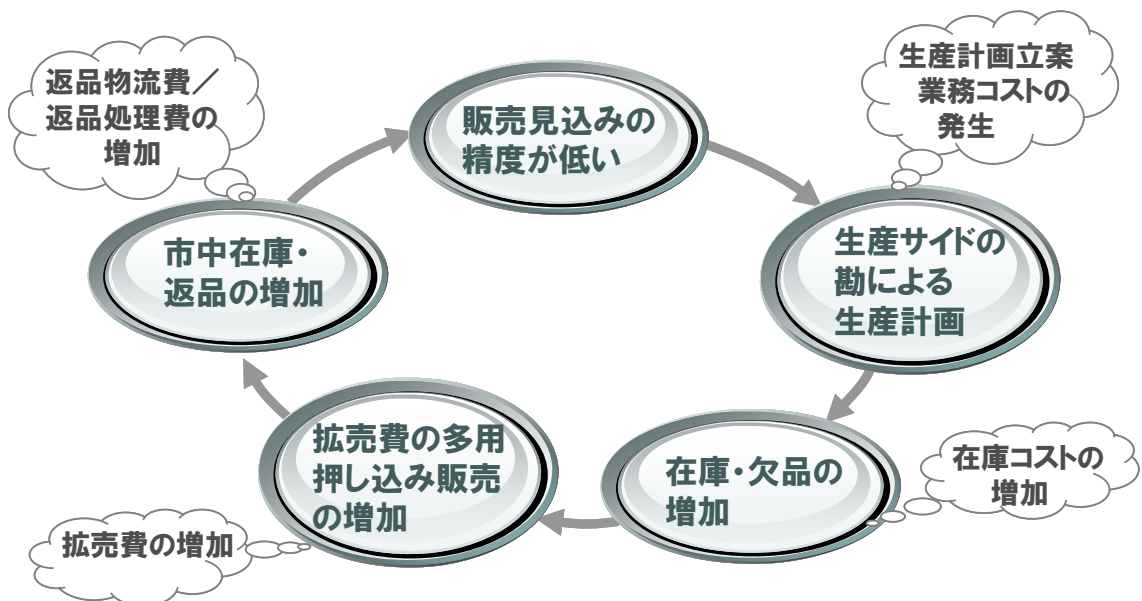 返品物流費／
返品処理費の
増加
販売見込みの
精度が低い
生産計画立案
業務コストの
発生
市中在庫・
返品の増加
生産サイドの
勘による
生産計画
拡売費の多用
押し込み販売
の増加
在庫・欠品の
増加
在庫コストの
増加
拡売費の増加